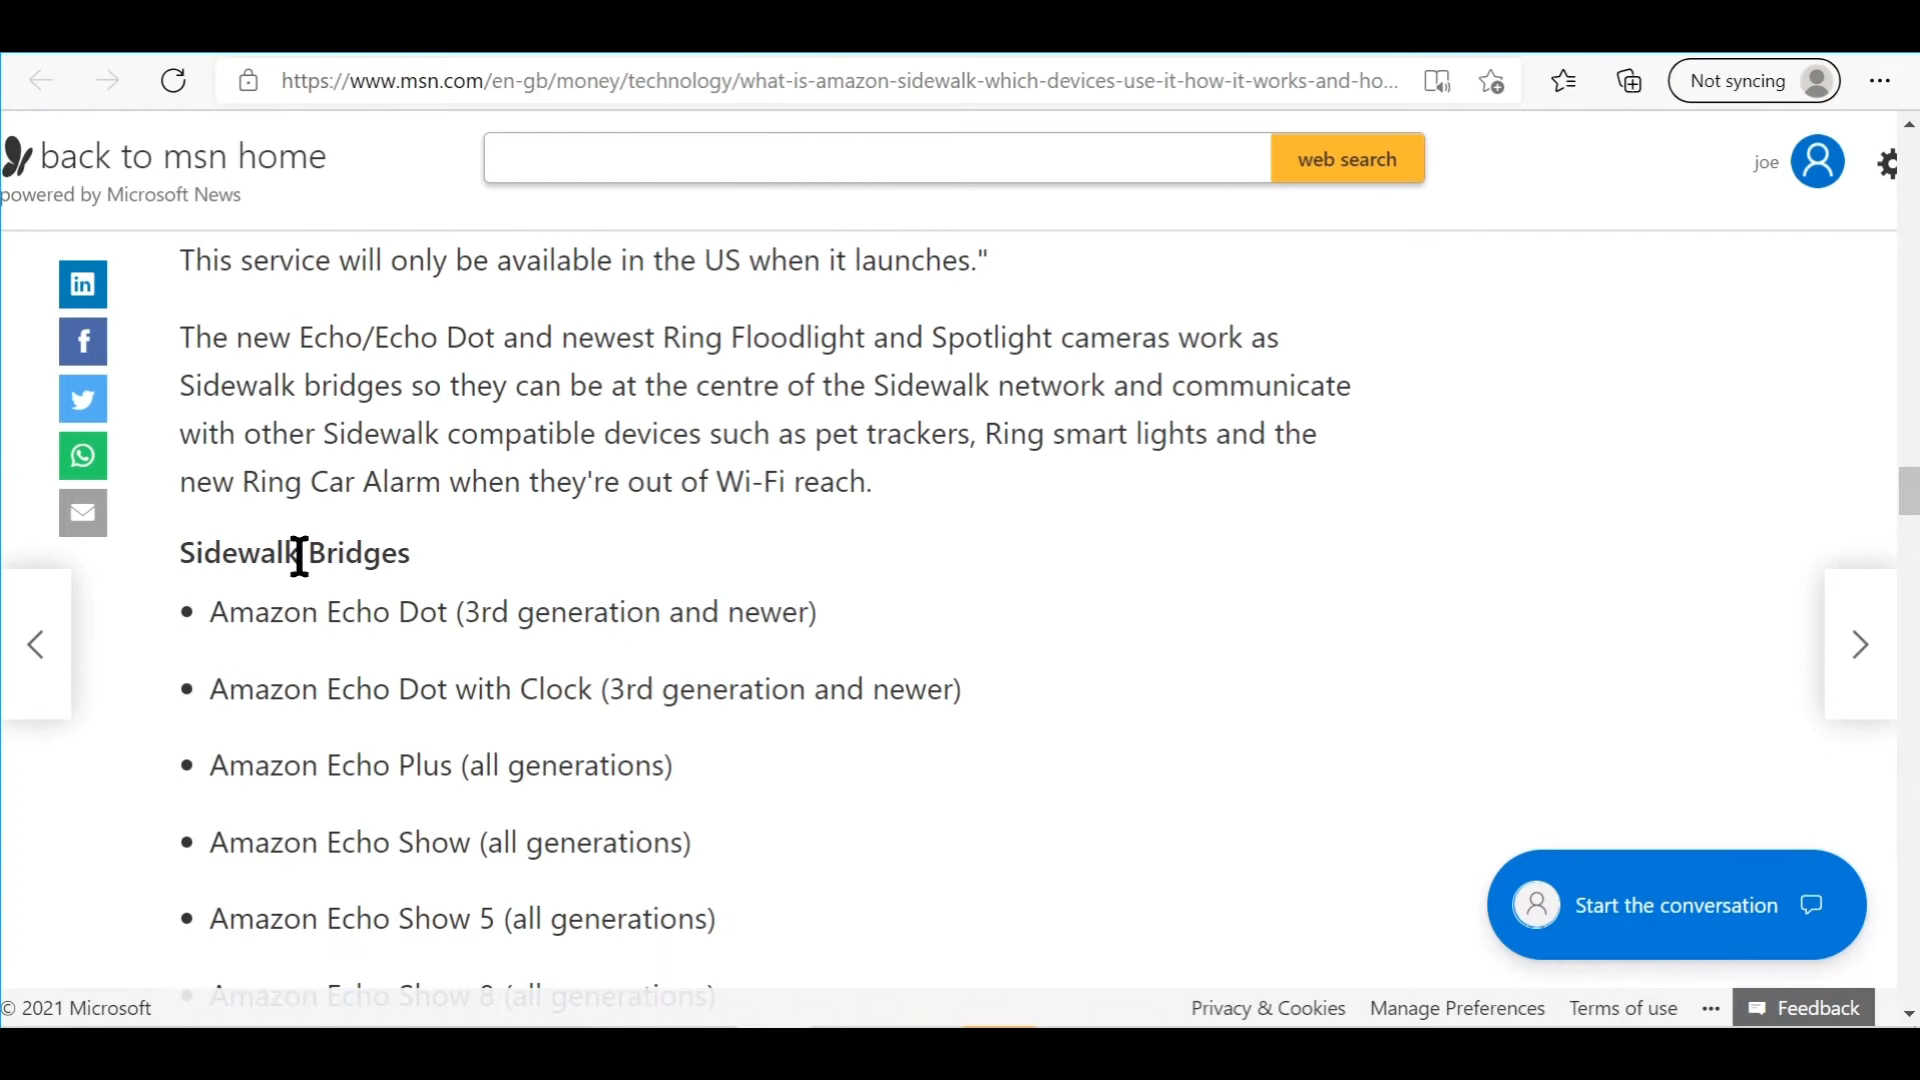 https://www.msn.com/en-gb/money/technology/what-is-amazon-sidewalk-which-devices-use-it-how-it-works-and-ho...
Not syncing
back to msn home
powered by Microsoft News
web search
joe
This service will only be available in the US when it launches."
The new Echo/Echo Dot and newest Ring Floodlight and Spotlight cameras work as
Sidewalk bridges so they can be at the centre of the Sidewalk network and communicate
with other Sidewalk compatible devices such as pet trackers, Ring smart lights and the
new Ring Car Alarm when they're out of Wi-Fi reach.
Sidewalk Bridges
• Amazon Echo Dot (3rd generation and newer)
• Amazon Echo Dot with Clock (3rd generation and newer)
• Amazon Echo Plus (all generations)
• Amazon Echo Show (all generations)
• Amazon Echo Show 5 (all generations)
• Amazon Echo Show 8 (all generations)
Start the conversation
© 2021 Microsoft
Privacy & Cookies
Manage Preferences
Terms of use
Feedback